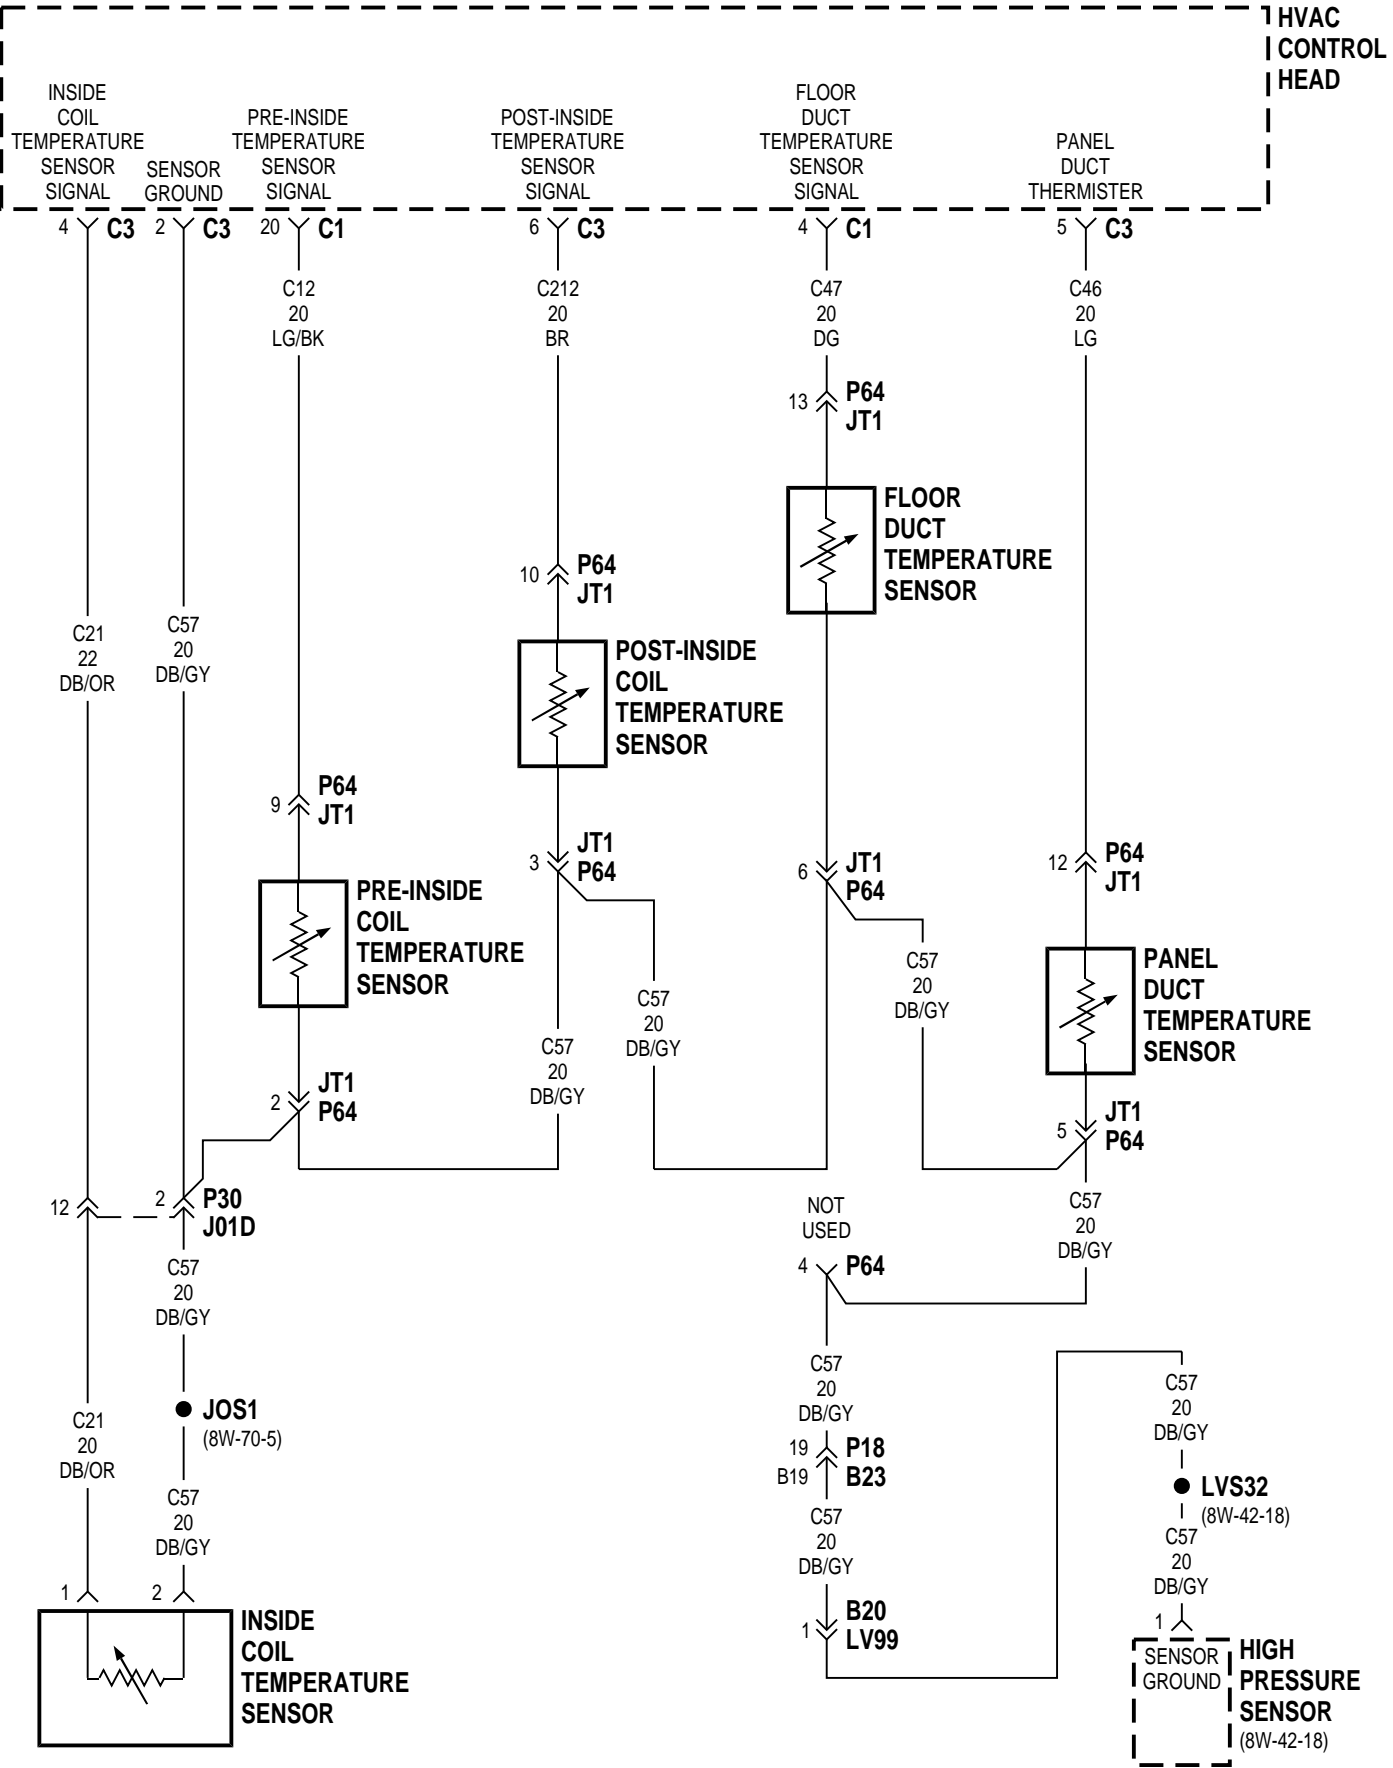 HVAC
CONTROL
HEAD
INSIDE
COIL
TEMPERATURE
SENSOR
SIGNAL
SENSOR
GROUND
PRE-INSIDE
TEMPERATURE
SENSOR
SIGNAL
POST-INSIDE
TEMPERATURE
SENSOR
SIGNAL
FLOOR
DUCT
TEMPERATURE
SENSOR
SIGNAL
PANEL
DUCT
THERMISTER
4 C3 2 C3 20 C1 6 C3 4 C1 5 C3
C12
20
LG/BK
C212
20
BR
C47
20
DG
C46
20
LG
13 P64
JT1
FLOOR
DUCT
TEMPERATURE
SENSOR
10 P64
JT1
C21
22
DB/OR
C57
20
DB/GY
POST-INSIDE
COIL
TEMPERATURE
SENSOR
9 P64
JT1
3 JT1
P64
6 JT1
P64
12 P64
JT1
PRE-INSIDE
COIL
TEMPERATURE
SENSOR
C57
20
DB/GY
C57
20
DB/GY
C57
20
DB/GY
PANEL
DUCT
TEMPERATURE
SENSOR
2 JT1
P64
5 JT1
P64
12 2 P30
J01D
NOT
USED
C57
20
DB/GY
4 P64
C57
20
DB/GY
C57
20
DB/GY
C57
20
DB/GY
JOS1
(8W-70-5)
C21
20
DB/OR
19 P18
B19 B23
LVS32
(8W-42-18)
C57
20
DB/GY
C57
20
DB/GY
C57
20
DB/GY
1 2
1 B20
LV99
1
INSIDE
COIL
TEMPERATURE
SENSOR
SENSOR
GROUND
HIGH
PRESSURE
SENSOR
(8W-42-18)